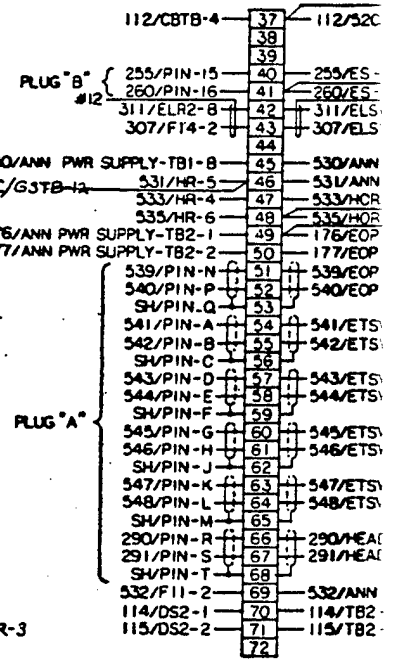 112/CBTB-4 37 112/52C
38
39
255/PIN-15 40 255/ES-
PLUG "B" 260/PIN-16 41 260/ES-
#12 311/ELR2-8 42 311/ELS
307/F14-2 43 307/ELS
44
0/ANN PWR SUPPLY-TB1-8 45 530/ANN
C/GSTB-12 531/HR-5 46 531/ANN
533/HR-4 47 533/HCR
535/HR-6 48 535/HOR
76/ANN PWR SUPPLY-TB2-1 49 176/EOP
77/ANN PWR SUPPLY-TB2-2 50 177/EOP
539/PIN-N 51 539/EOP
540/PIN-P 52 540/EOP
SH/PIN-Q 53
541/PIN-A 54 541/ETS
542/PIN-B 55 542/ETS
SH/PIN-C 56
543/PIN-D 57 543/ETS
544/PIN-E 58 544/ETS
SH/PIN-F 59
PLUG "A"
545/PIN-G 60 545/ETS
546/PIN-H 61 546/ETS
SH/PIN-J 62
547/PIN-K 63 547/ETS
548/PIN-L 64 548/ETS
SH/PIN-M 65
290/PIN-R 66 290/HEA
291/PIN-S 67 291/HEA
SH/PIN-T 68
532/F11-2 69 532/ANN
114/DS2-1 70 114/TB2-
R-3 115/DS2-2 71 115/TB2-
72